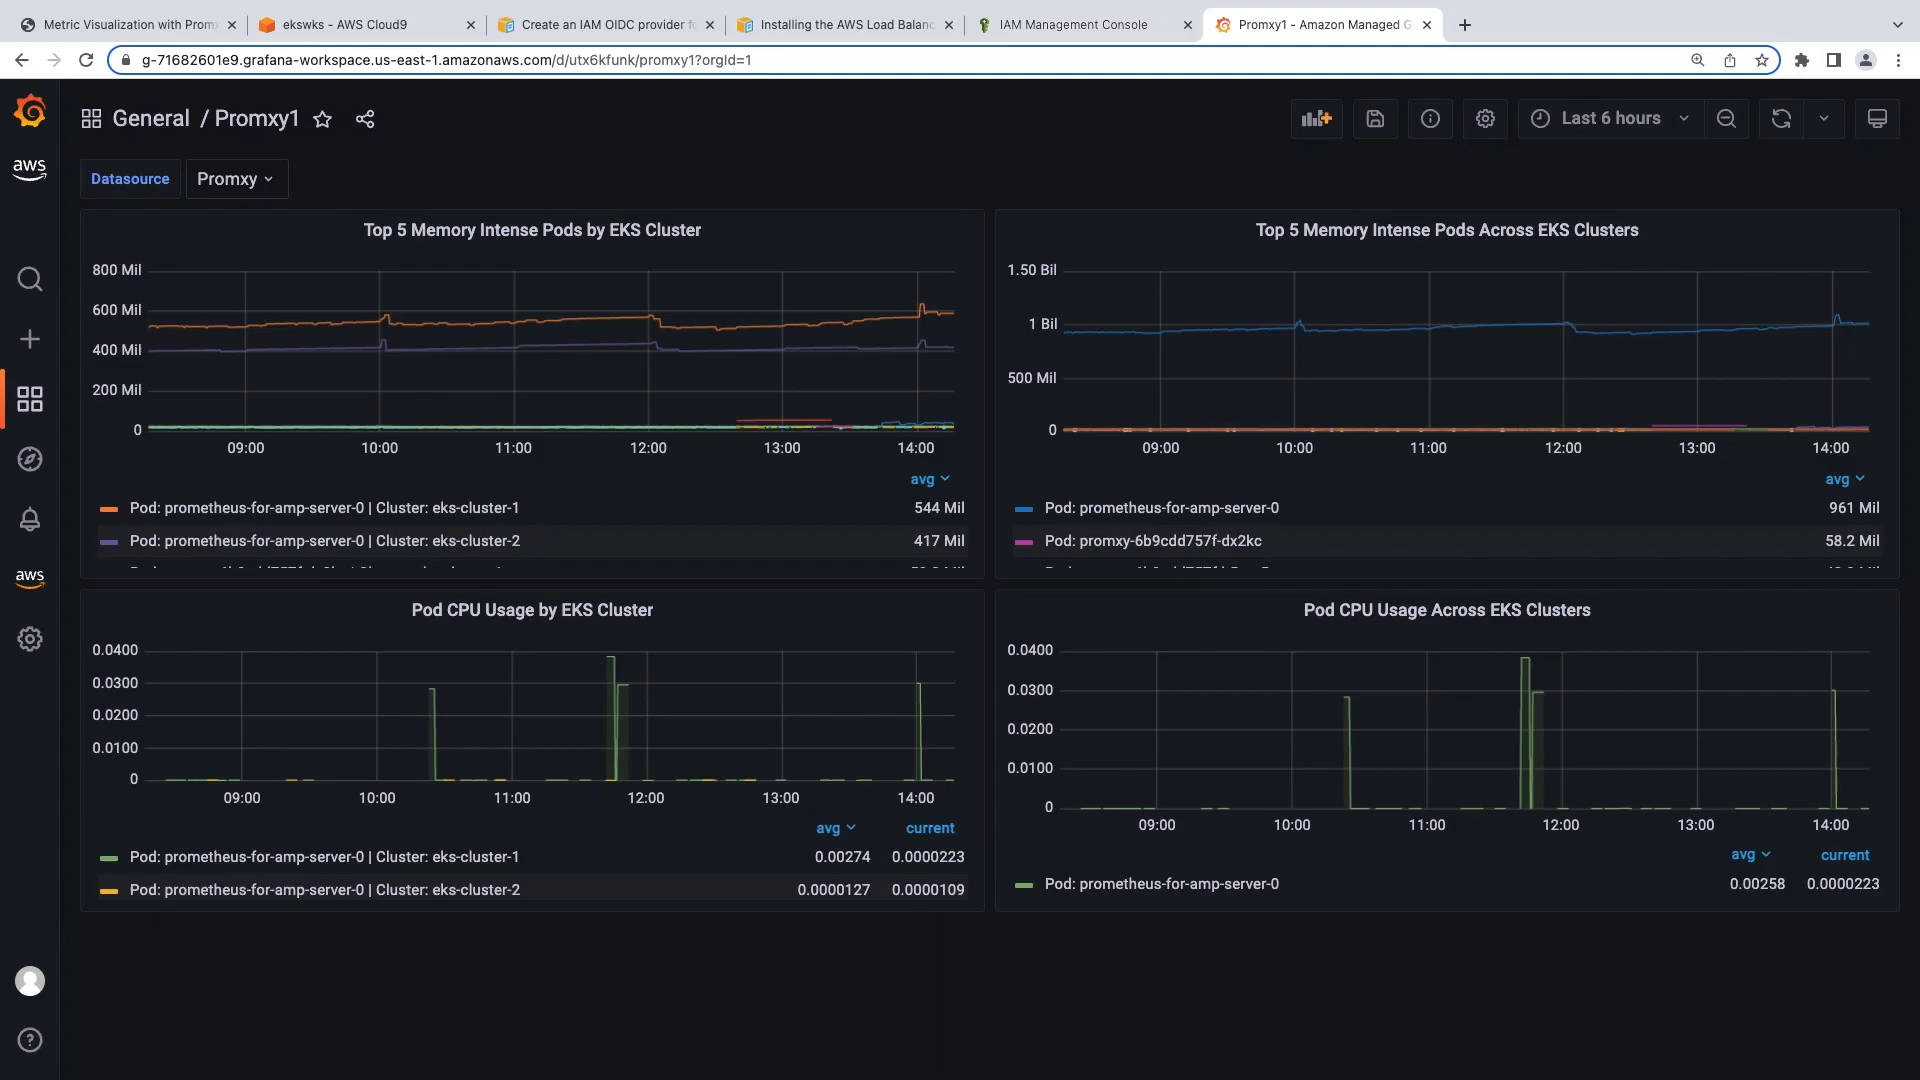 Metric Visualization with Prom
ekswks - AWS Cloud9
Create an IAM OIDC provider f
Installing the AWS Load Balanc
IAM Management Console
Promxy1 - Amazon Managed G
g-71682601e9.grafana-workspace.us-east-1.amazonaws.com/d/utx6kfunk/promxy1?orgId=1
General / Promxy1
Last 6 hours
aws
Datasource
Promxy
Top 5 Memory Intense Pods by EKS Cluster
800 Mil
600 Mil
400 Mil
200 Mil
0
09:00 10:00 11:00 12:00 13:00 14:00
avg
Pod: prometheus-for-amp-server-0 | Cluster: eks-cluster-1 544 Mil
Pod: prometheus-for-amp-server-0 | Cluster: eks-cluster-2 417 Mil
Top 5 Memory Intense Pods Across EKS Clusters
1.50 Bil
1 Bil
500 Mil
0
09:00 10:00 11:00 12:00 13:00 14:00
avg
Pod: prometheus-for-amp-server-0 961 Mil
Pod: promxy-6b9cdd757f-dx2kc 58.2 Mil
aws
Pod CPU Usage by EKS Cluster
0.0400
0.0300
0.0200
0.0100
0
09:00 10:00 11:00 12:00 13:00 14:00
avg current
Pod: prometheus-for-amp-server-0 | Cluster: eks-cluster-1 0.00274 0.0000223
Pod: prometheus-for-amp-server-0 | Cluster: eks-cluster-2 0.0000127 0.0000109
Pod CPU Usage Across EKS Clusters
0.0400
0.0300
0.0200
0.0100
0
09:00 10:00 11:00 12:00 13:00 14:00
avg current
Pod: prometheus-for-amp-server-0 0.00258 0.0000223